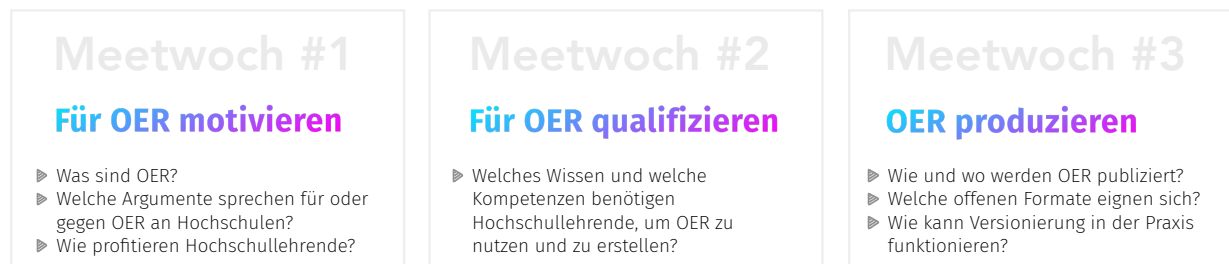 Meetwoch #1
Für OER motivieren
Was sind OER?
Welche Argumente sprechen für oder
gegen OER an Hochschulen?
Wie profitieren Hochschullehrende?
Meetwoch #2
Für OER qualifizieren
Welches Wissen und welche
Kompetenzen benötigen
Hochschullehrende, um OER zu
nutzen und zu erstellen?
Meetwoch #3
OER produzieren
Wie und wo werden OER publiziert?
Welche offenen Formate eignen sich?
Wie kann Versionierung in der Praxis
funktionieren?